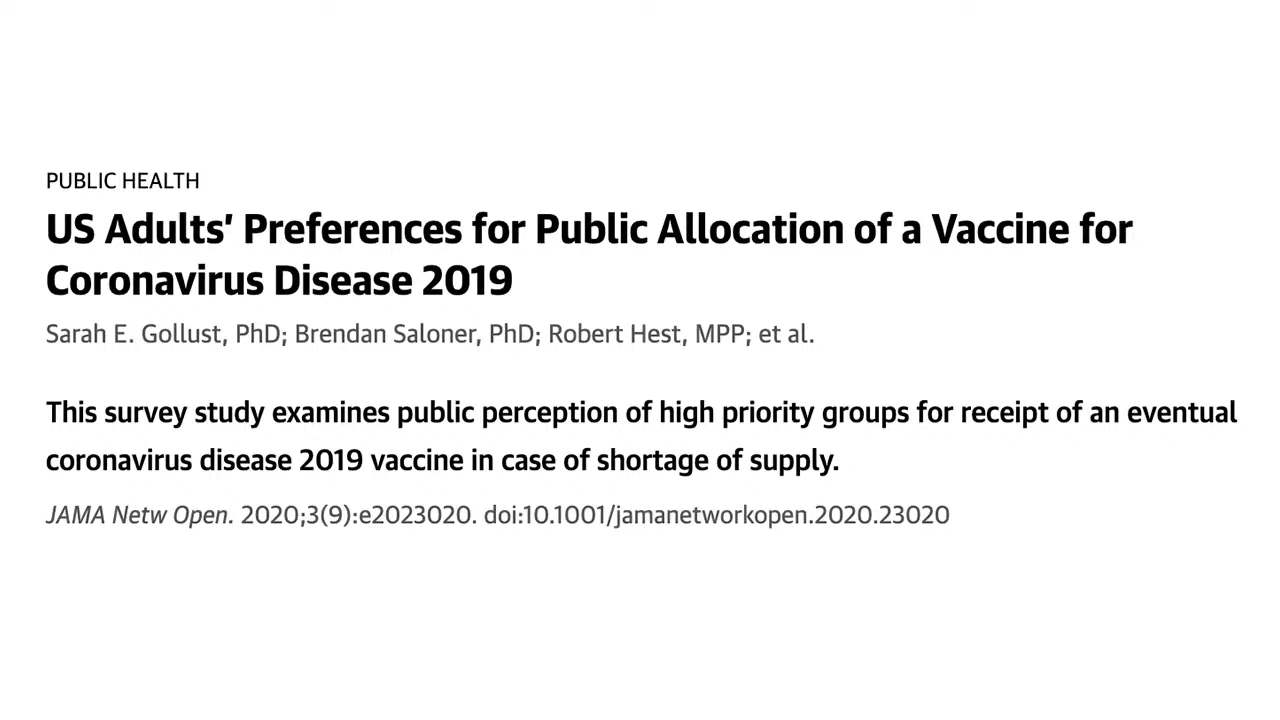 PUBLIC HEALTH
US Adults' Preferences for Public Allocation of a Vaccine for
Coronavirus Disease 2019
Sarah E. Gollust, PhD; Brendan Saloner, PhD; Robert Hest, MPP; et al.
This survey study examines public perception of high priority groups for receipt of an eventual
coronavirus disease 2019 vaccine in case of shortage of supply.
JAMA Netw Open. 2020;3(9):e2023020. doi:10.1001/jamanetworkopen.2020.23020